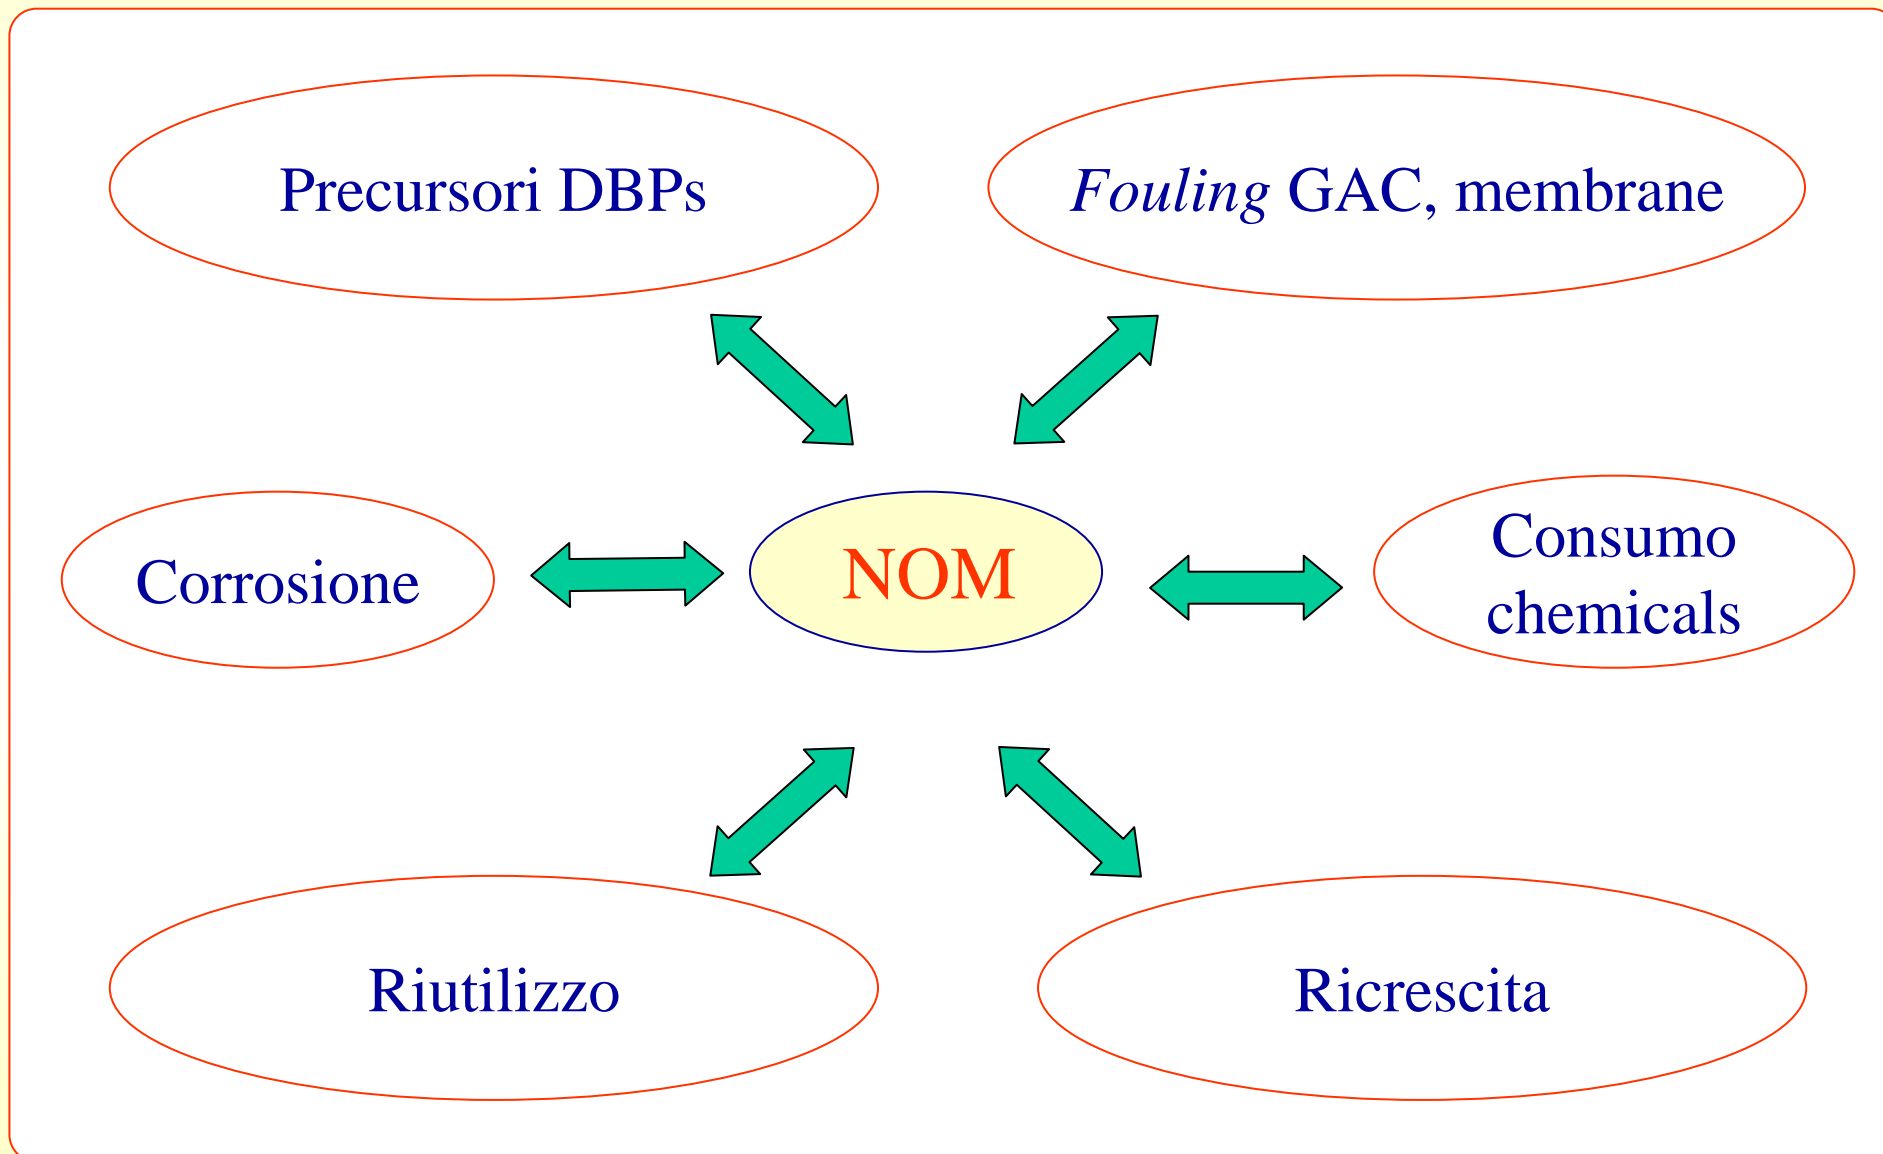 Precursori DBPs
Fouling GAC, membrane
Corrosione
NOM
Consumo
chemicals
Riutilizzo
Ricrescita